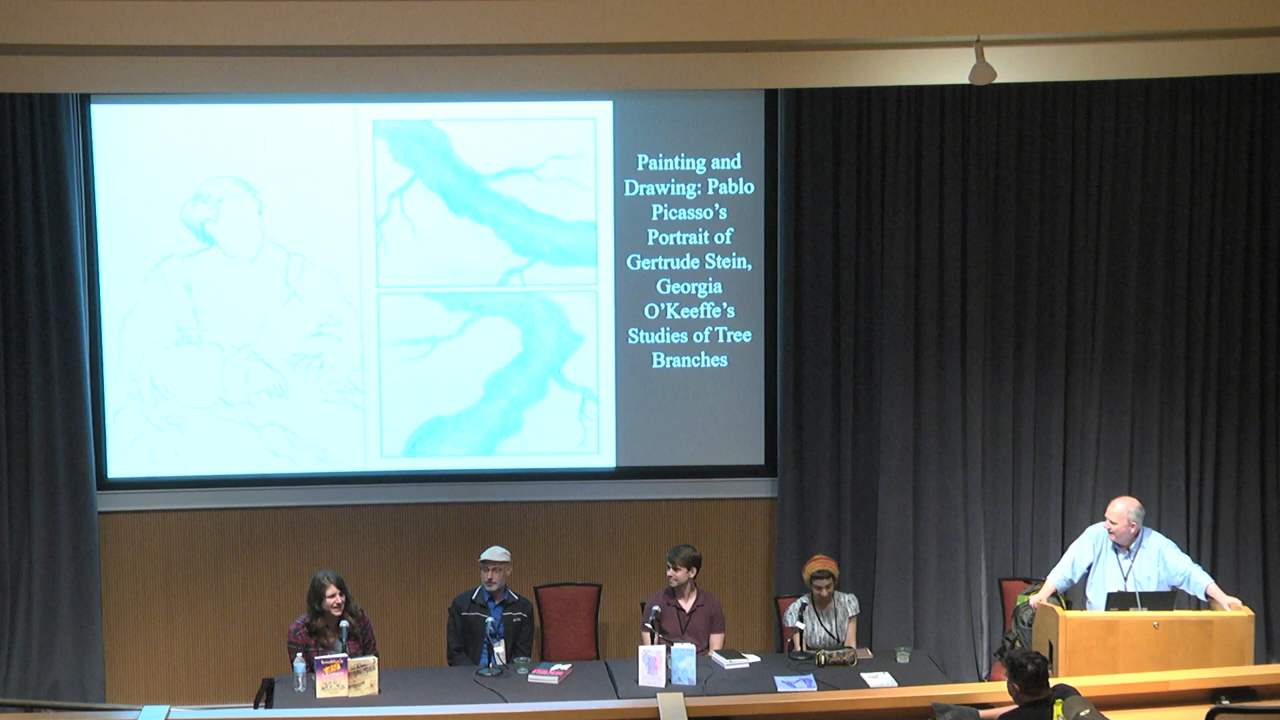 Painting and
Drawing: Pablo
Picasso’s
Portrait of
Gertrude Stein,
Georgia
O’Keeffe’s
Studies of Tree
Branches